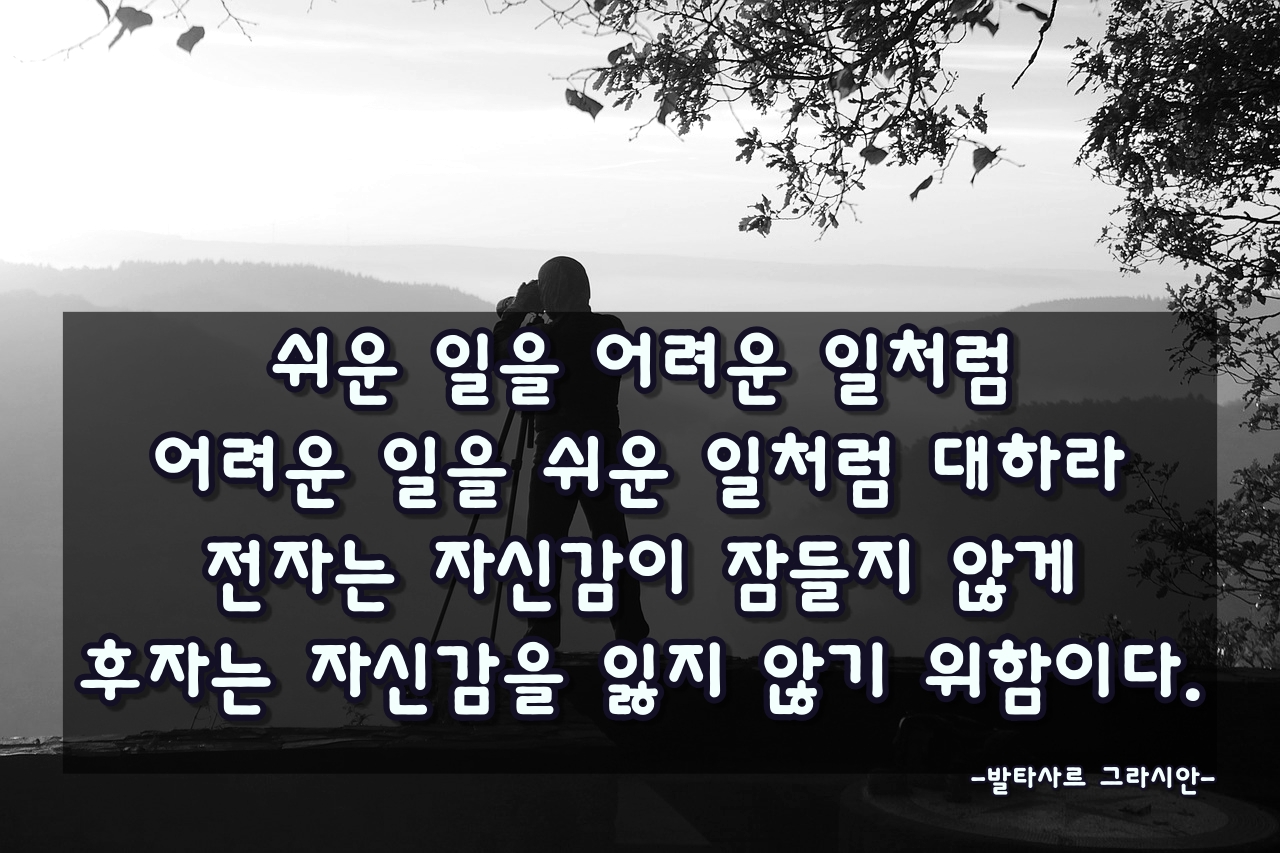 쉬운 일을 어려운 일처럼
어려운 일을 쉬운 일처럼 대하라
전자는 자신감이 잠들지 않게
후자는 자신감을 잃지 않기 위함이다.
-발타사르 그라시안-